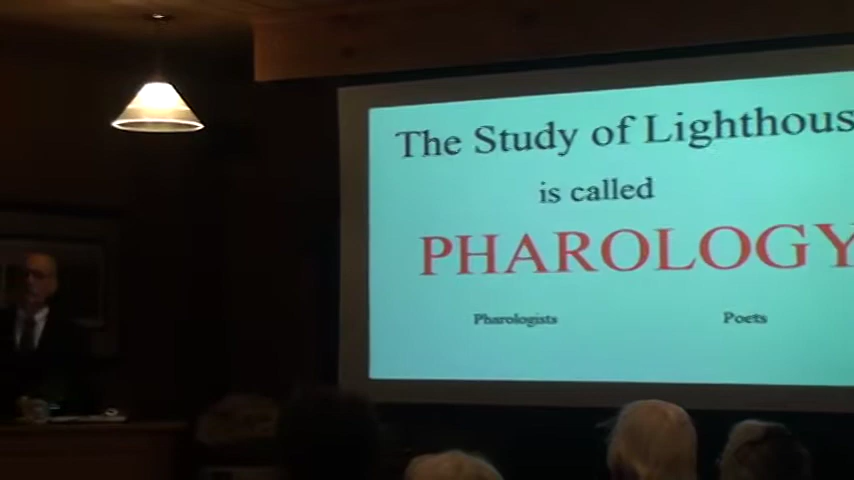 The Study of Lighthous
is called
PHAROLOGY
Pharologists Poets